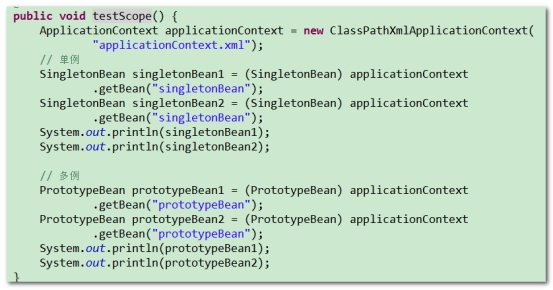 public void testScope() {
ApplicationContext applicationContext = new ClassPathXmlApplicationContext(
"applicationContext.xml");
// 单例
SingletonBean singletonBean1 = (SingletonBean) applicationContext
.getBean("singletonBean");
SingletonBean singletonBean2 = (SingletonBean) applicationContext
.getBean("singletonBean");
System.out.println(singletonBean1);
System.out.println(singletonBean2);
// 多例
PrototypeBean prototypeBean1 = (PrototypeBean) applicationContext
.getBean("prototypeBean");
PrototypeBean prototypeBean2 = (PrototypeBean) applicationContext
.getBean("prototypeBean");
System.out.println(prototypeBean1);
System.out.println(prototypeBean2);
}